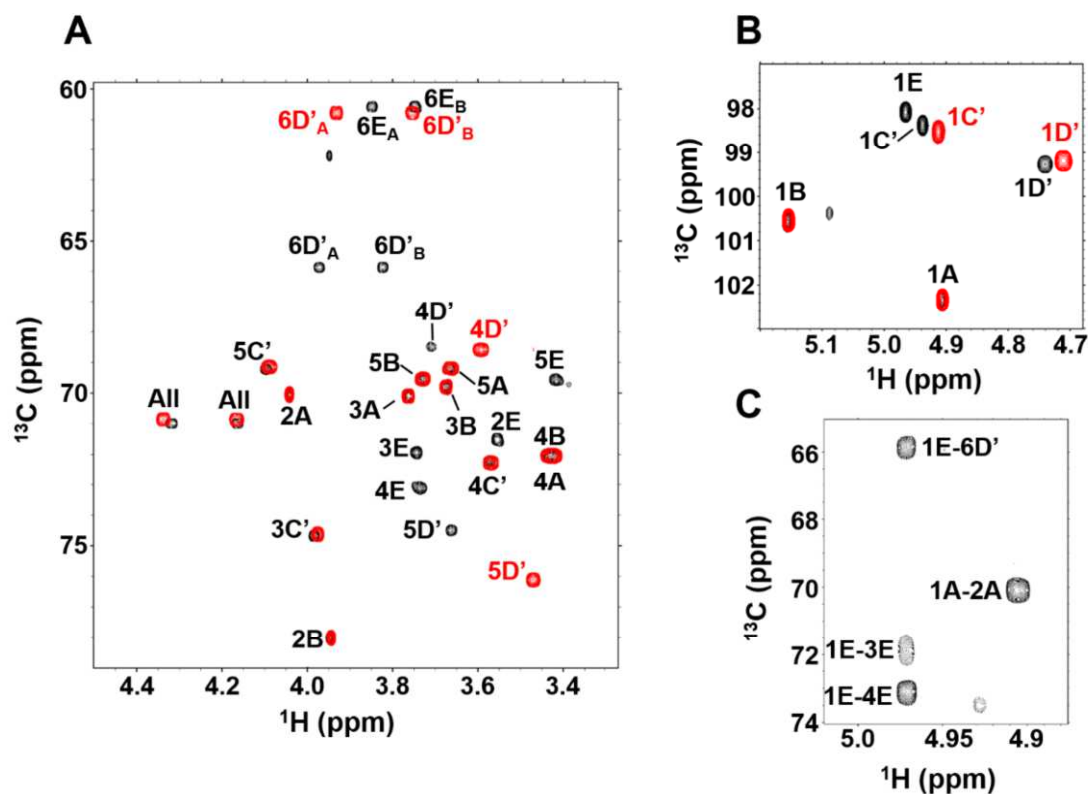 A
60
6D'A
6EA
6EB
6D'B
65
6D'A
6D'B
4D'
4D'
5C'
5B
5A
5E
70
All
All
2A
3A
3B
2E
3E
4B
4E
4C'
4A
3C'
5D'
75
5D'
2B
4.4
4.2
4.0
3.8
3.6
3.4
13C (ppm)
1H (ppm)
B
98
1E
1C'
1C'
1D'
99
1D'
100
1B
101
102
1A
5.1
5.0
4.9
4.8
4.7
13C (ppm)
1H (ppm)
C
66
1E-6D'
68
70
1A-2A
72
1E-3E
1E-4E
74
5.0
4.95
4.9
13C (ppm)
1H (ppm)